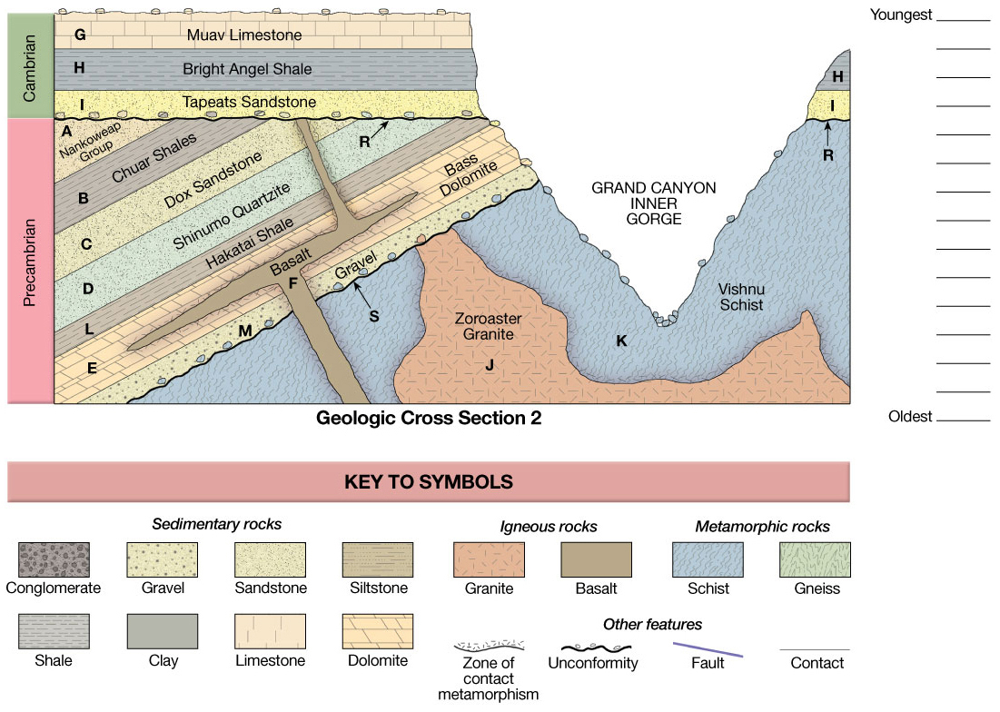 Cambrian
Precambrian
G
Muav Limestone
H
Bright Angel Shale
I
Tapeats Sandstone
A
Nankoweap
Group
B
Chuar Shales
C
Dox Sandstone
D
Shinumo Quartzite
L
Hakatai Shale
E
Bass
Dolomite
R
Basalt
F
Gravel
M
S
Zoroaster
Granite
J
K
Vishnu
Schist
GRAND CANYON
INNER
GORGE
H
I
R
Geologic Cross Section 2
Youngest
Oldest
KEY TO SYMBOLS
Sedimentary rocks
Igneous rocks
Metamorphic rocks
Conglomerate
Gravel
Sandstone
Siltstone
Granite
Basalt
Schist
Gneiss
Other features
Shale
Clay
Limestone
Dolomite
Zone of
contact
metamorphism
Unconformity
Fault
Contact